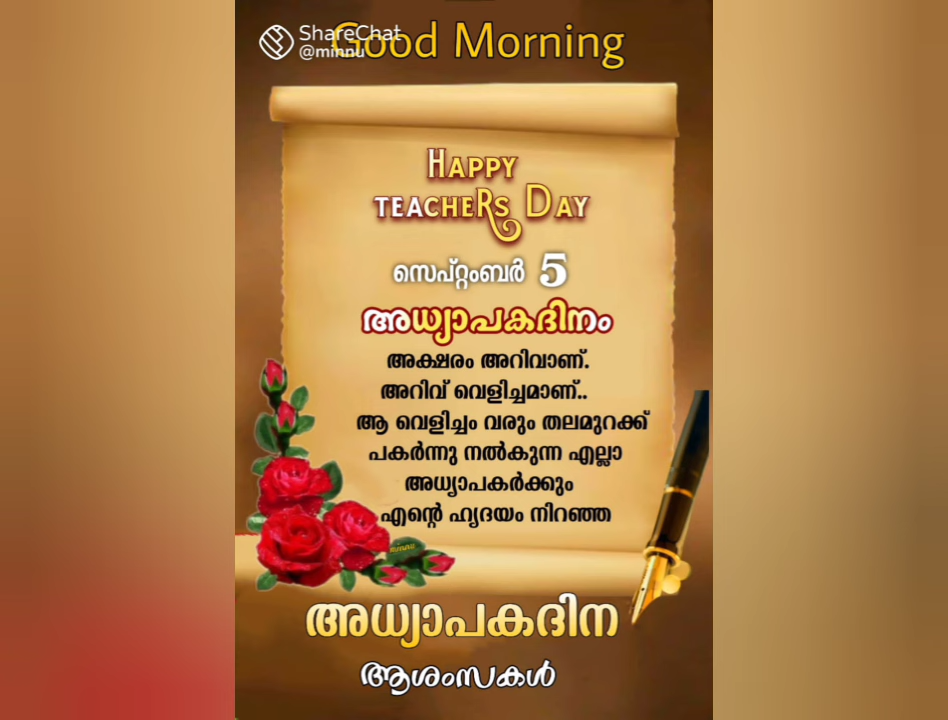 Good Morning
ShareChat
@minnu
HAPPY
TEACHERS DAY
സെപ്റ്റംബർ 5
അധ്യാപകദിനം
അക്ഷരം അറിവാണ്.
അറിവ് വെളിച്ചമാണ്..
ആ വെളിച്ചം വരും തലമുറക്ക്
പകർന്നു നൽകുന്ന എല്ലാ
അധ്യാപകർക്കും
എന്റെ ഹൃദയം നിറഞ്ഞ
അധ്യാപകദിന
ആശംസകൾ